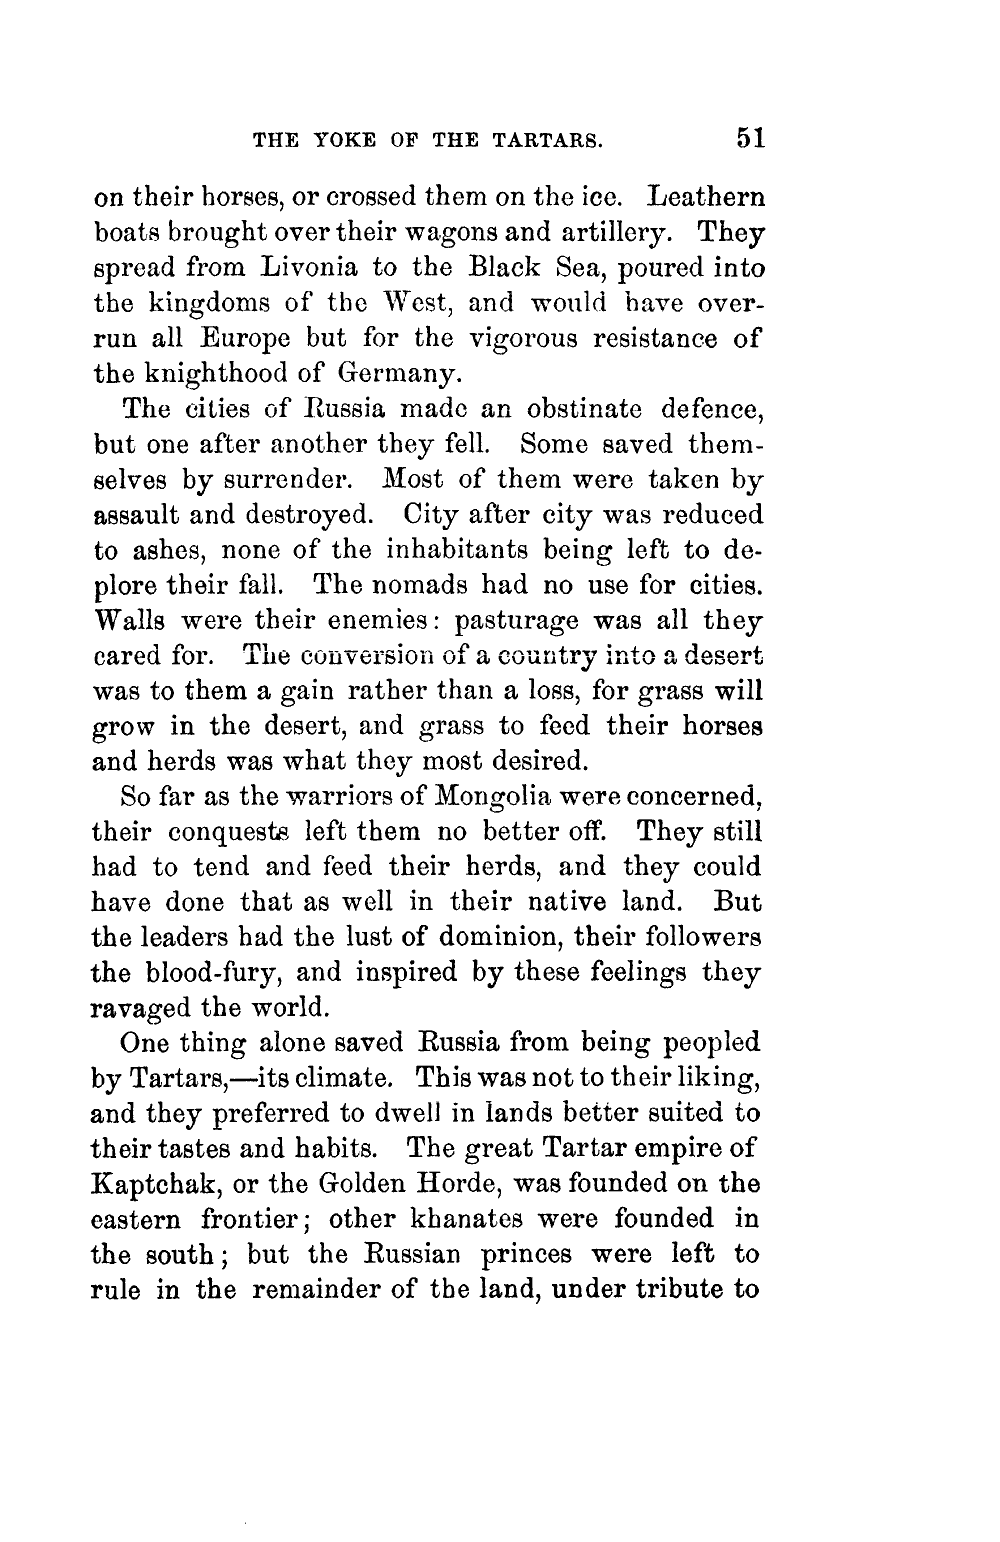 THE YOKE OF THE TARTARS. 51
on their horses, or crossed them on the ice. Leathern
boats brought over their wagons and artillery. They
spread from Livonia to the Black Sea, poured into
the kingdoms of the West, and would have over-
run all Europe but for the vigorous resistance of
the knighthood of Germany.
The cities of Russia made an obstinate defence,
but one after another they fell. Some saved them-
selves by surrender. Most of them were taken by
assault and destroyed. City after city was reduced
to ashes, none of the inhabitants being left to de-
plore their fall. The nomads had no use for cities.
Walls were their enemies: pasturage was all they
cared for. The conversion of a country into a desert
was to them a gain rather than a loss, for grass will
grow in the desert, and grass to feed their horses
and herds was what they most desired.
So far as the warriors of Mongolia were concerned,
their conquests left them no better off. They still
had to tend and feed their herds, and they could
have done that as well in their native land. But
the leaders had the lust of dominion, their followers
the blood-fury, and inspired by these feelings they
ravaged the world.
One thing alone saved Russia from being peopled
by Tartars,—its climate. This was not to their liking,
and they preferred to dwell in lands better suited to
their tastes and habits. The great Tartar empire of
Kaptchak, or the Golden Horde, was founded on the
eastern frontier; other khanates were founded in
the south; but the Russian princes were left to
rule in the remainder of the land, under tribute to